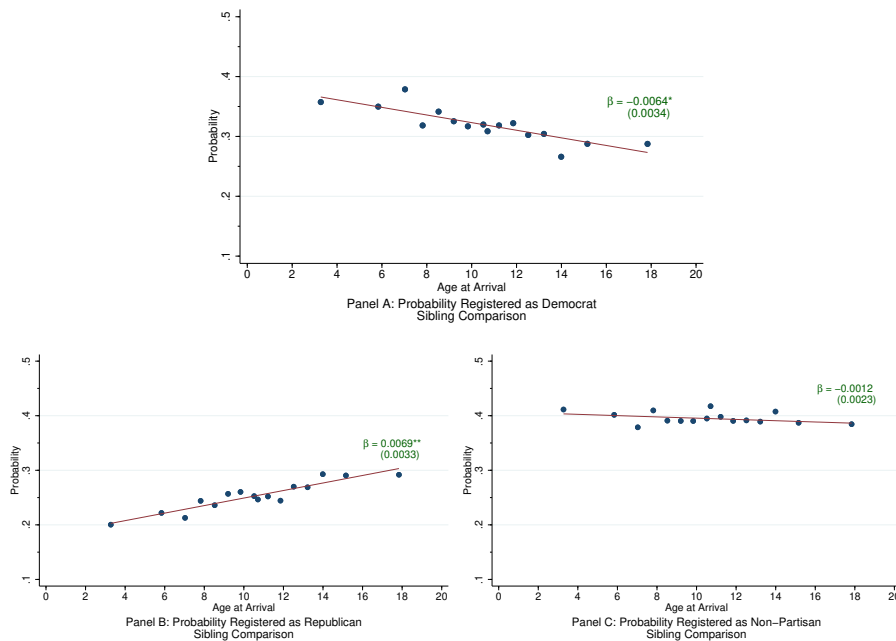 .5
.4
.3
.2
.1
Probability
β = −0.0064*
(0.0034)
0 2 4 6 8 10 12 14 16 18 20
Age at Arrival
Panel A: Probability Registered as Democrat
Sibling Comparison
.5
.4
.3
.2
.1
Probability
β = 0.0069**
(0.0033)
0 2 4 6 8 10 12 14 16 18 20
Age at Arrival
Panel B: Probability Registered as Republican
Sibling Comparison
.5
.4
.3
.2
.1
Probability
β = −0.0012
(0.0023)
0 2 4 6 8 10 12 14 16 18 20
Age at Arrival
Panel C: Probability Registered as Non−Partisan
Sibling Comparison